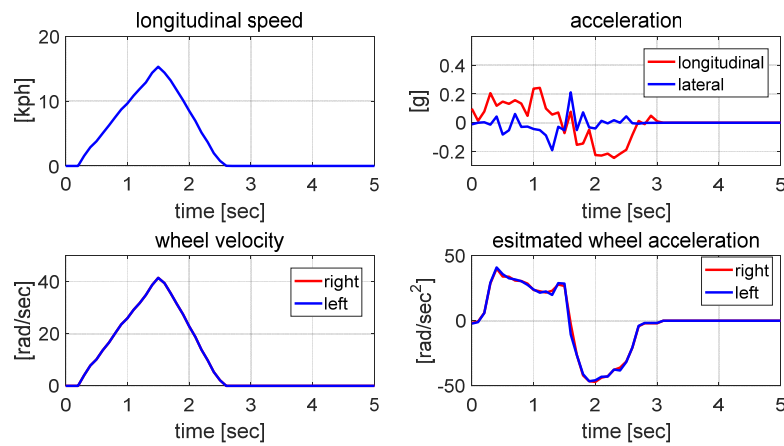 longitudinal speed
20
10
0
[kph]
0 1 2 3 4 5
time [sec]
acceleration
0.4
0.2
0
-0.2
[g]
longitudinal
lateral
0 1 2 3 4 5
time [sec]
wheel velocity
40
20
0
[rad/sec]
right
left
0 1 2 3 4 5
time [sec]
esitmated wheel acceleration
50
0
-50
[rad/sec²]
right
left
0 1 2 3 4 5
time [sec]